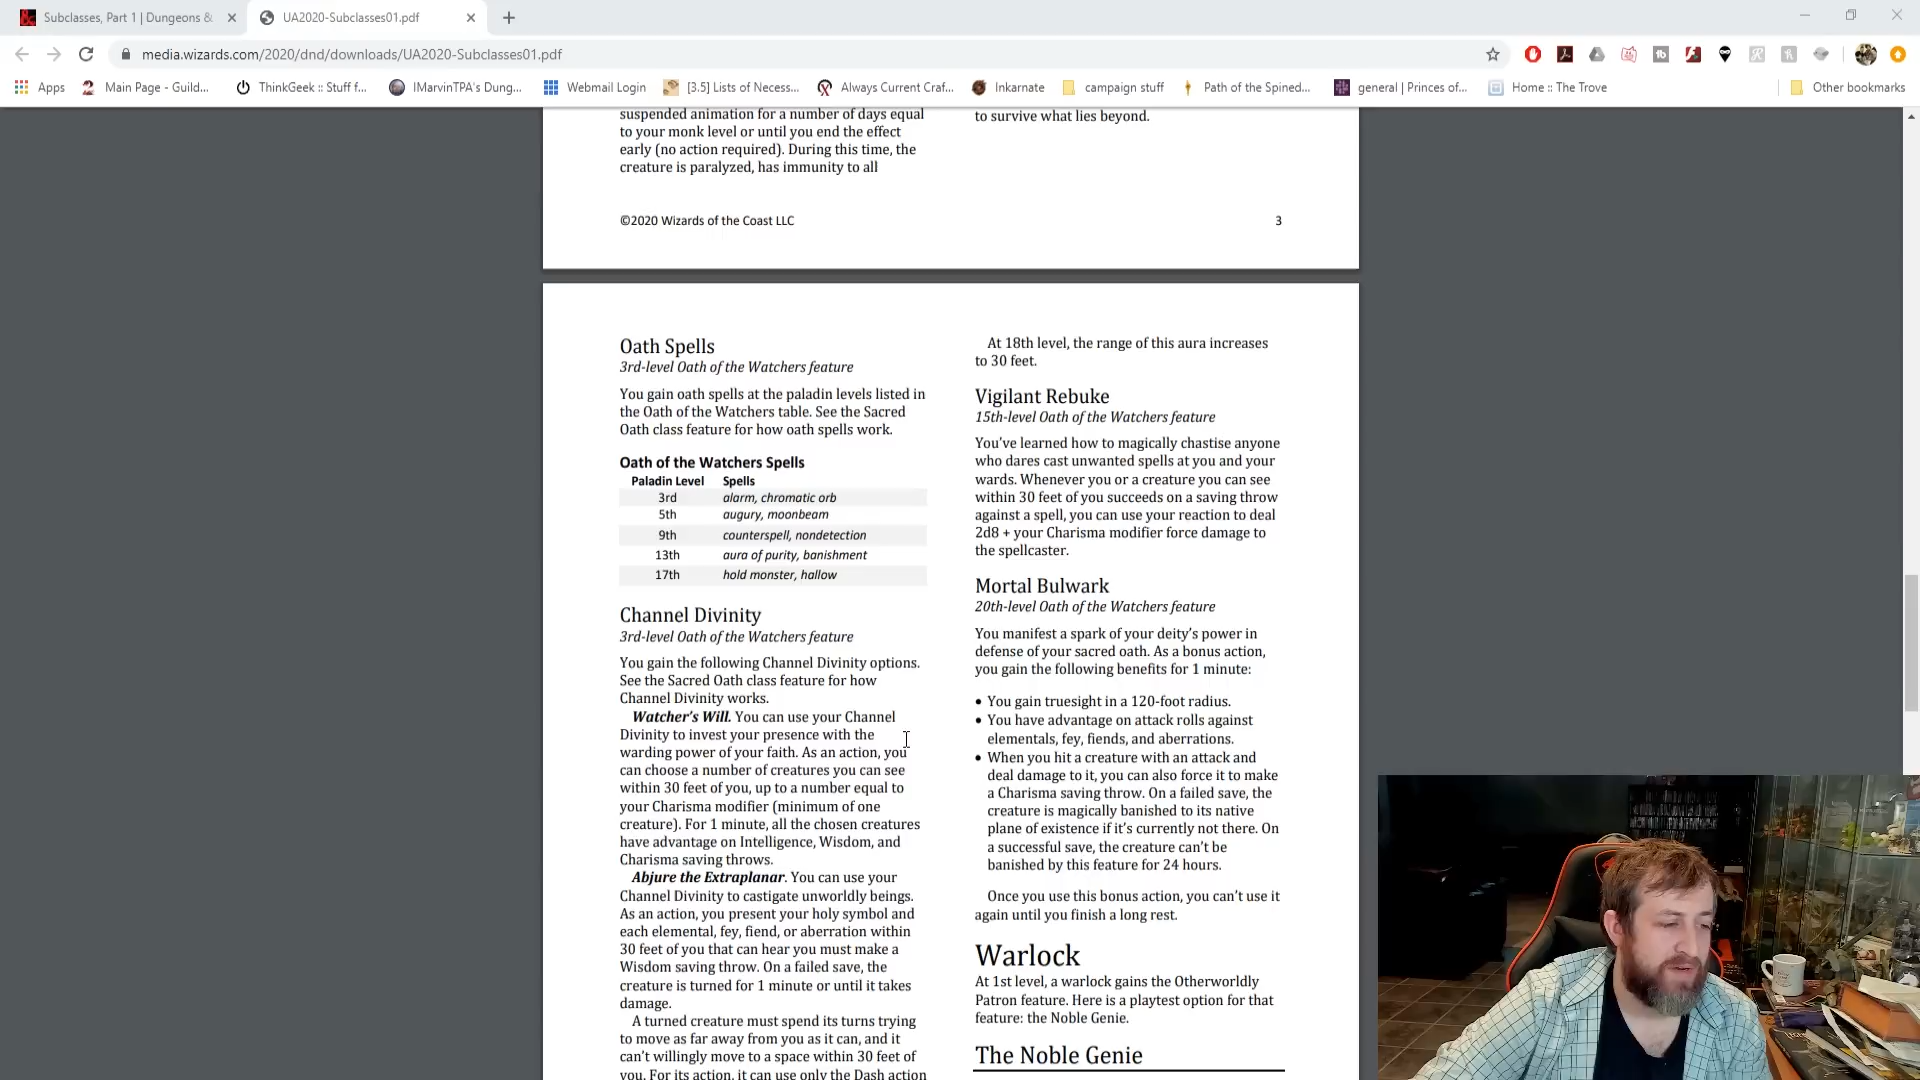 Subclasses, Part 1 | Dungeons &
UA2020-Subclasses01.pdf
media.wizards.com/2020/dnd/downloads/UA2020-Subclasses01.pdf
Apps
Main Page - Guild...
ThinkGeek :: Stuff f...
IMarvinTPA's Dung...
Webmail Login
[3.5] Lists of Necess...
Always Current Craf...
Inkarnate
campaign stuff
Path of the Spined...
general | Princes of...
Home :: The Trove
Other bookmarks
suspended animation for a number of days equal
to your monk level or until you end the effect
early (no action required). During this time, the
creature is paralyzed, has immunity to all
to survive what lies beyond.
©2020 Wizards of the Coast LLC
3
Oath Spells
3rd-level Oath of the Watchers feature
You gain oath spells at the paladin levels listed in
the Oath of the Watchers table. See the Sacred
Oath class feature for how oath spells work.
Oath of the Watchers Spells
Paladin Level Spells
3rd alarm, chromatic orb
5th augury, moonbeam
9th counterspell, nondetection
13th aura of purity, banishment
17th hold monster, hallow
Channel Divinity
3rd-level Oath of the Watchers feature
You gain the following Channel Divinity options.
See the Sacred Oath class feature for how
Channel Divinity works.
Watcher's Will. You can use your Channel
Divinity to invest your presence with the
warding power of your faith. As an action, you
can choose a number of creatures you can see
within 30 feet of you, up to a number equal to
your Charisma modifier (minimum of one
creature). For 1 minute, all the chosen creatures
have advantage on Intelligence, Wisdom, and
Charisma saving throws.
Abjure the Extraplanar. You can use your
Channel Divinity to castigate unworldly beings.
As an action, you present your holy symbol and
each elemental, fey, fiend, or aberration within
30 feet of you that can hear you must make a
Wisdom saving throw. On a failed save, the
creature is turned for 1 minute or until it takes
damage.
A turned creature must spend its turns trying
to move as far away from you as it can, and it
can't willingly move to a space within 30 feet of
you. For its action, it can use only the Dash action
At 18th level, the range of this aura increases
to 30 feet.
Vigilant Rebuke
15th-level Oath of the Watchers feature
You've learned how to magically chastise anyone
who dares cast unwanted spells at you and your
wards. Whenever you or a creature you can see
within 30 feet of you succeeds on a saving throw
against a spell, you can use your reaction to deal
2d8 + your Charisma modifier force damage to
the spellcaster.
Mortal Bulwark
20th-level Oath of the Watchers feature
You manifest a spark of your deity's power in
defense of your sacred oath. As a bonus action,
you gain the following benefits for 1 minute:
• You gain truesight in a 120-foot radius.
• You have advantage on attack rolls against
elementals, fey, fiends, and aberrations.
• When you hit a creature with an attack and
deal damage to it, you can also force it to make
a Charisma saving throw. On a failed save, the
creature is magically banished to its native
plane of existence if it's currently not there. On
a successful save, the creature can't be
banished by this feature for 24 hours.
Once you use this bonus action, you can't use it
again until you finish a long rest.
Warlock
At 1st level, a warlock gains the Otherworldly
Patron feature. Here is a playtest option for that
feature: the Noble Genie.
The Noble Genie